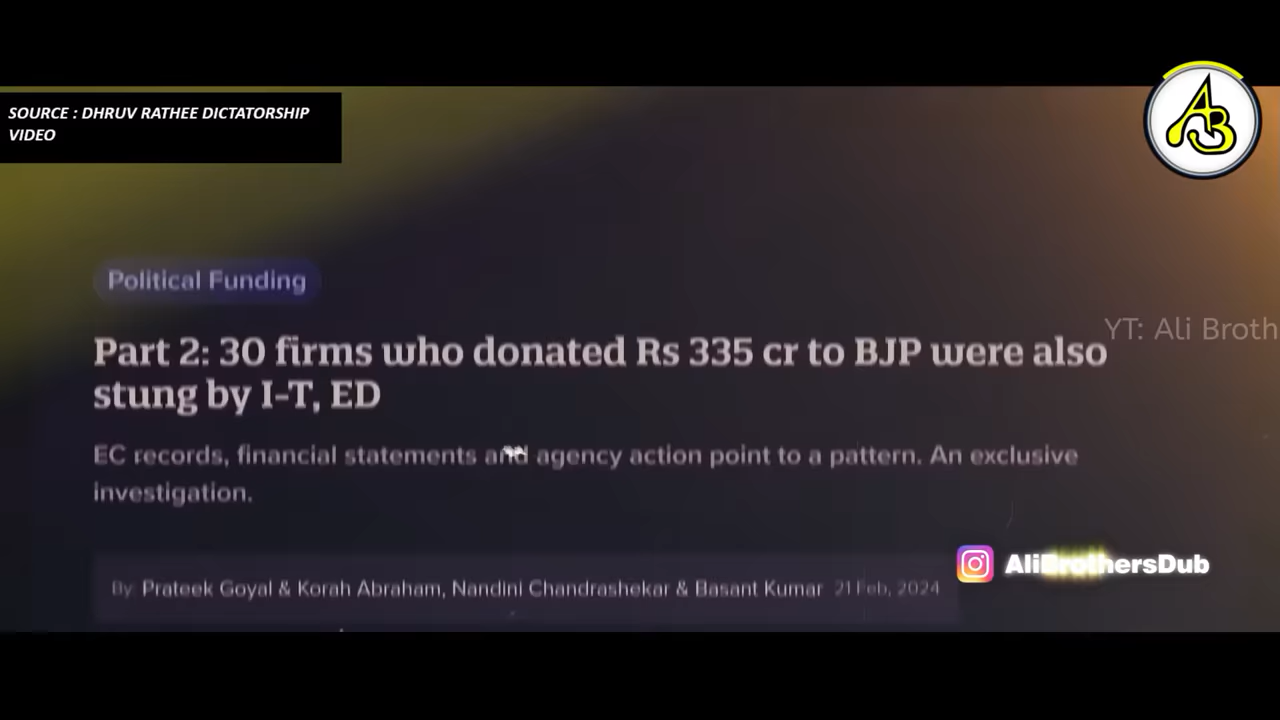 SOURCE : DHRUV RATHEE DICTATORSHIP
VIDEO
AB
Political Funding
Part 2: 30 firms who donated Rs 335 cr to BJP were also
stung by I-T, ED
YT: Ali Broth
EC records, financial statements and agency action point to a pattern. An exclusive
investigation.
AliBrothersDub
By Prateek Goyal & Korah Abraham, Nandini Chandrashekar & Basant Kumar 21 Feb, 2024